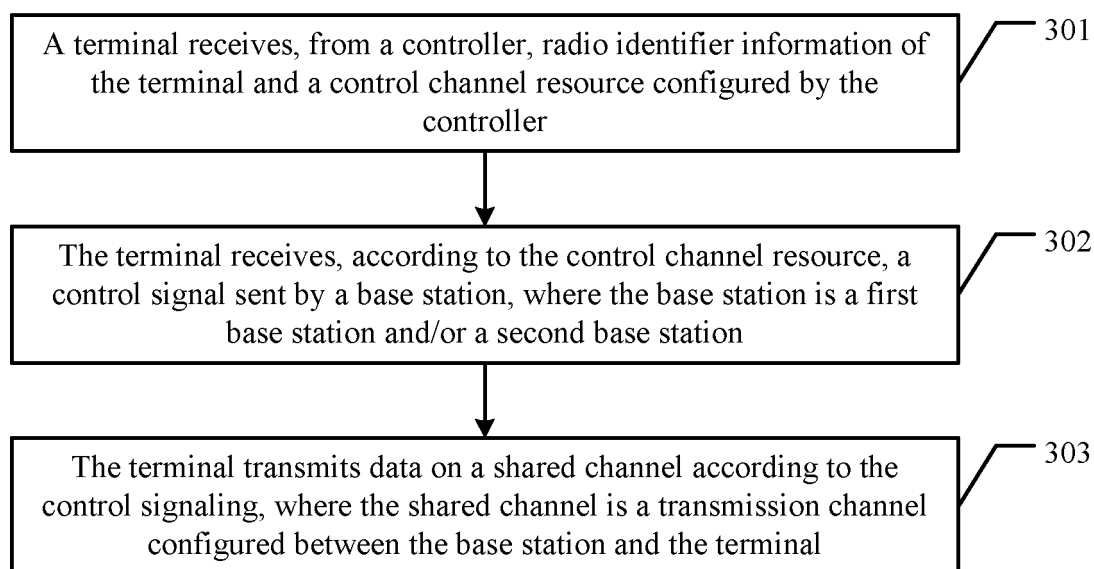 A terminal receives, from a controller, radio identifier information of
the terminal and a control channel resource configured by the
controller
301
The terminal receives, according to the control channel resource, a
control signal sent by a base station, where the base station is a first
base station and/or a second base station
302
The terminal transmits data on a shared channel according to the
control signaling, where the shared channel is a transmission channel
configured between the base station and the terminal
303